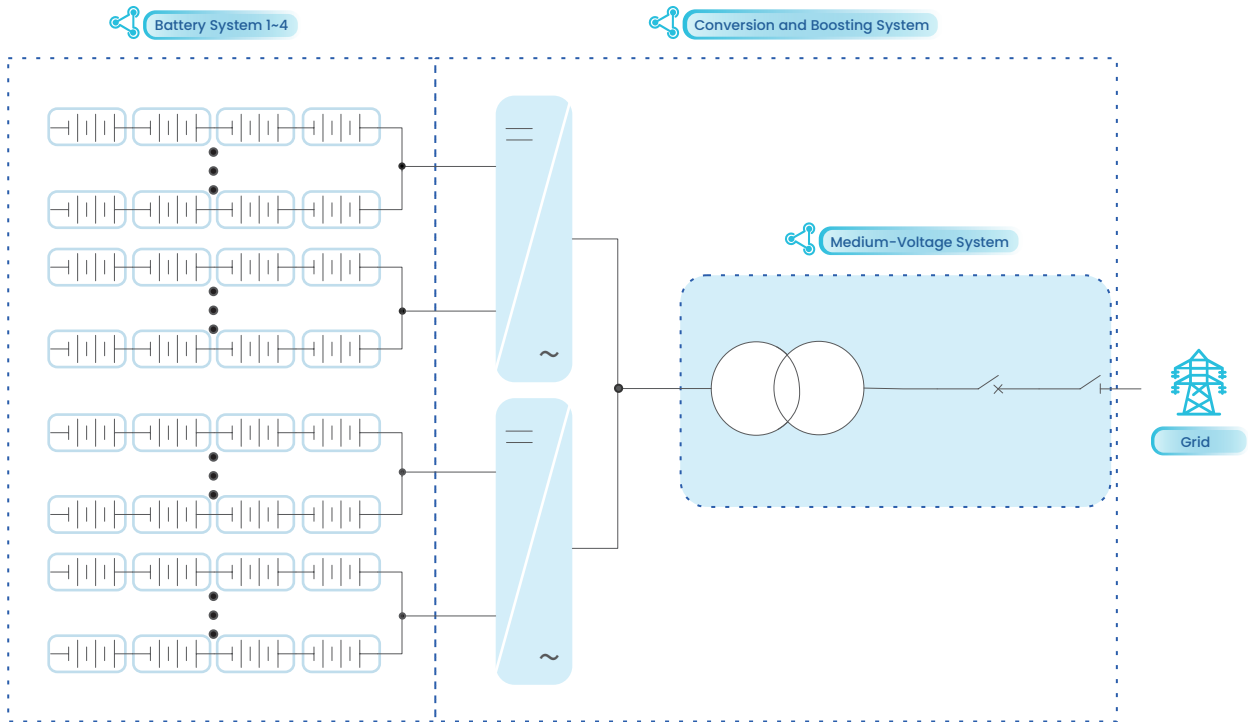 Battery System 1~4
Conversion and Boosting System
Medium-Voltage System
Grid